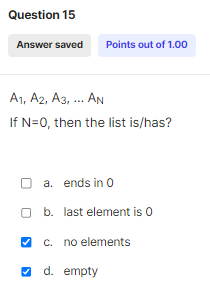 Question 15
Answer saved
Points out of 1.00
A1, A2, A3, ... AN
If N=0, then the list is/has?
a. ends in 0
b. last element is 0
c. no elements
d. empty